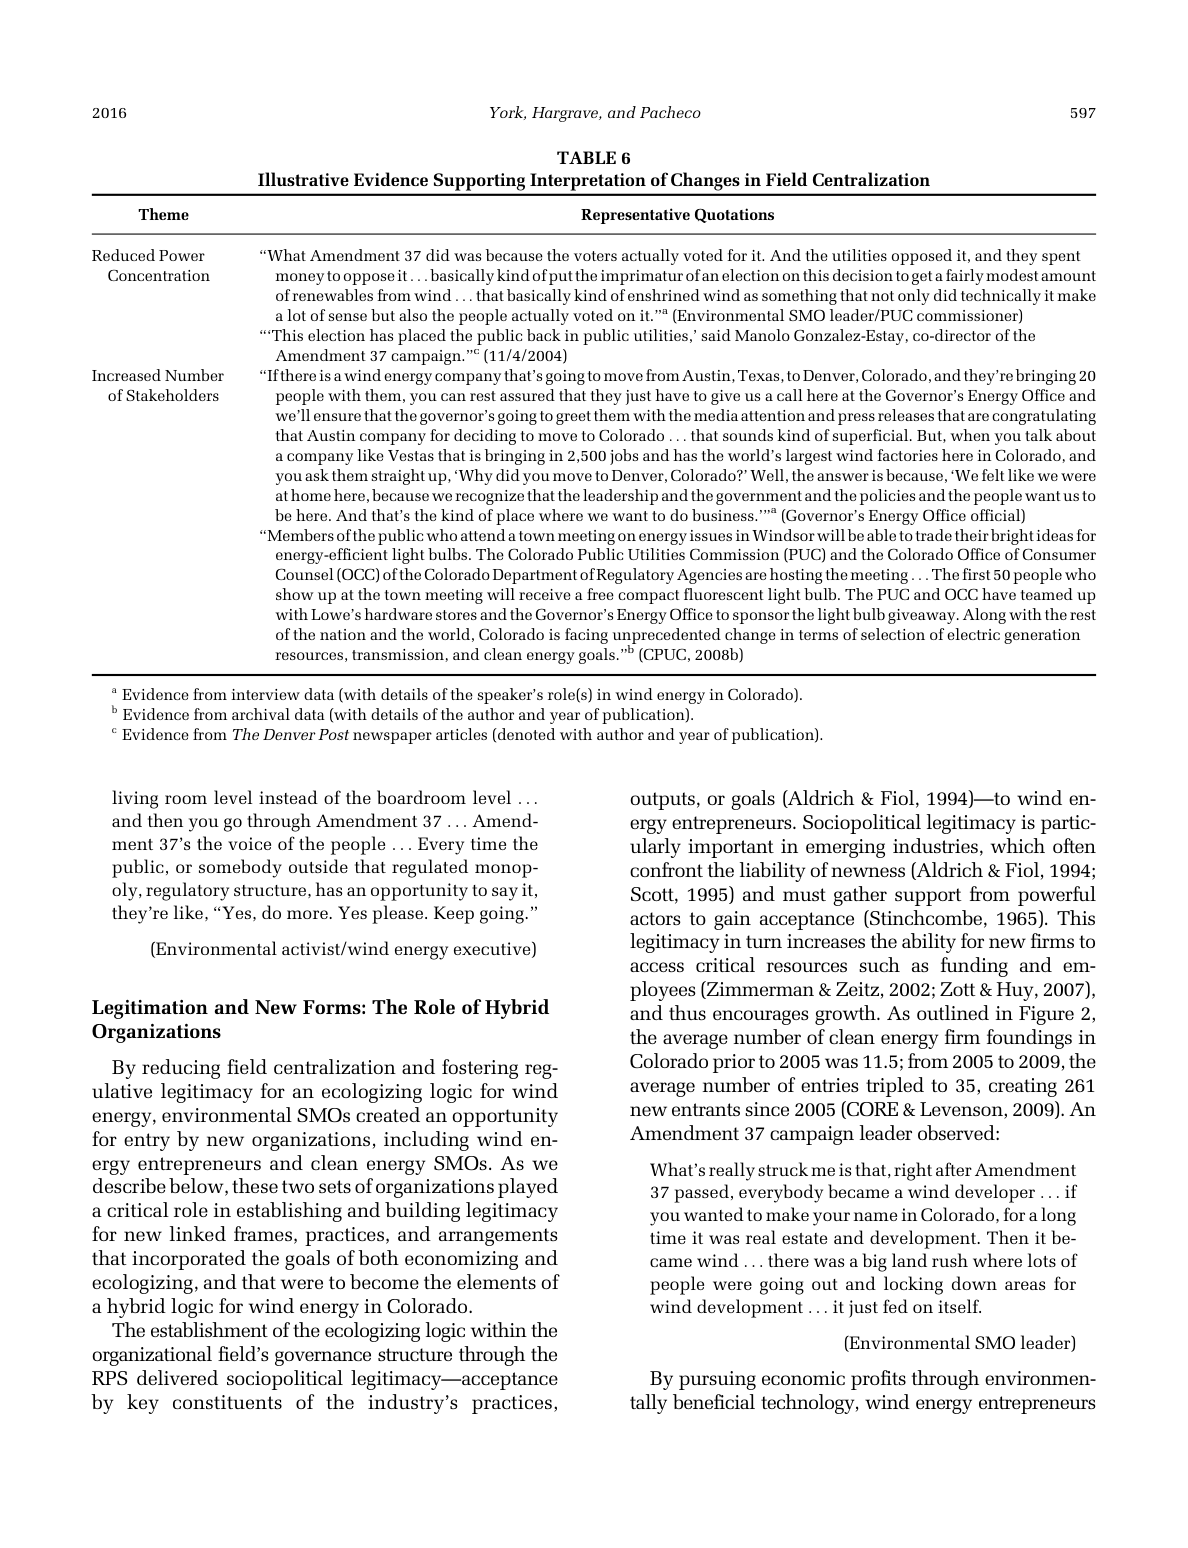 2016
York, Hargrave, and Pacheco
597
TABLE 6
Illustrative Evidence Supporting Interpretation of Changes in Field Centralization
Theme
Representative Quotations
Reduced Power
Concentration
“What Amendment 37 did was because the voters actually voted for it. And the utilities opposed it, and they spent
money to oppose it . . . basically kind of put the imprimatur of an election on this decision to get a fairly modest amount
of renewables from wind . . . that basically kind of enshrined wind as something that not only did technically it make
a lot of sense but also the people actually voted on it.”a (Environmental SMO leader/PUC commissioner)
“‘This election has placed the public back in public utilities,’ said Manolo Gonzalez-Estay, co-director of the
Amendment 37 campaign.”c (11/4/2004)
Increased Number
of Stakeholders
“If there is a wind energy company that’s going to move from Austin, Texas, to Denver, Colorado, and they’re bringing 20
people with them, you can rest assured that they just have to give us a call here at the Governor’s Energy Office and
we’ll ensure that the governor’s going to greet them with the media attention and press releases that are congratulating
that Austin company for deciding to move to Colorado . . . that sounds kind of superficial. But, when you talk about
a company like Vestas that is bringing in 2,500 jobs and has the world’s largest wind factories here in Colorado, and
you ask them straight up, ‘Why did you move to Denver, Colorado?’ Well, the answer is because, ‘We felt like we were
at home here, because we recognize that the leadership and the government and the policies and the people want us to
be here. And that’s the kind of place where we want to do business.’”a (Governor’s Energy Office official)
“Members of the public who attend a town meeting on energy issues in Windsor will be able to trade their bright ideas for
energy-efficient light bulbs. The Colorado Public Utilities Commission (PUC) and the Colorado Office of Consumer
Counsel (OCC) of the Colorado Department of Regulatory Agencies are hosting the meeting . . . The first 50 people who
show up at the town meeting will receive a free compact fluorescent light bulb. The PUC and OCC have teamed up
with Lowe’s hardware stores and the Governor’s Energy Office to sponsor the light bulb giveaway. Along with the rest
of the nation and the world, Colorado is facing unprecedented change in terms of selection of electric generation
resources, transmission, and clean energy goals.”b (CPUC, 2008b)
a Evidence from interview data (with details of the speaker’s role(s) in wind energy in Colorado).
b Evidence from archival data (with details of the author and year of publication).
c Evidence from The Denver Post newspaper articles (denoted with author and year of publication).
living room level instead of the boardroom level . . .
and then you go through Amendment 37 . . . Amend-
ment 37’s the voice of the people . . . Every time the
public, or somebody outside that regulated monop-
oly, regulatory structure, has an opportunity to say it,
they’re like, “Yes, do more. Yes please. Keep going.”
(Environmental activist/wind energy executive)
Legitimation and New Forms: The Role of Hybrid
Organizations
By reducing field centralization and fostering reg-
ulative legitimacy for an ecologizing logic for wind
energy, environmental SMOs created an opportunity
for entry by new organizations, including wind en-
ergy entrepreneurs and clean energy SMOs. As we
describe below, these two sets of organizations played
a critical role in establishing and building legitimacy
for new linked frames, practices, and arrangements
that incorporated the goals of both economizing and
ecologizing, and that were to become the elements of
a hybrid logic for wind energy in Colorado.
The establishment of the ecologizing logic within the
organizational field’s governance structure through the
RPS delivered sociopolitical legitimacy—acceptance
by key constituents of the industry’s practices,
outputs, or goals (Aldrich & Fiol, 1994)—to wind en-
ergy entrepreneurs. Sociopolitical legitimacy is partic-
ularly important in emerging industries, which often
confront the liability of newness (Aldrich & Fiol, 1994;
Scott, 1995) and must gather support from powerful
actors to gain acceptance (Stinchcombe, 1965). This
legitimacy in turn increases the ability for new firms to
access critical resources such as funding and em-
ployees (Zimmerman & Zeitz, 2002; Zott & Huy, 2007),
and thus encourages growth. As outlined in Figure 2,
the average number of clean energy firm foundings in
Colorado prior to 2005 was 11.5; from 2005 to 2009, the
average number of entries tripled to 35, creating 261
new entrants since 2005 (CORE & Levenson, 2009). An
Amendment 37 campaign leader observed:
What’s really struck me is that, right after Amendment
37 passed, everybody became a wind developer . . . if
you wanted to make your name in Colorado, for a long
time it was real estate and development. Then it be-
came wind . . . there was a big land rush where lots of
people were going out and locking down areas for
wind development . . . it just fed on itself.
(Environmental SMO leader)
By pursuing economic profits through environmen-
tally beneficial technology, wind energy entrepreneurs